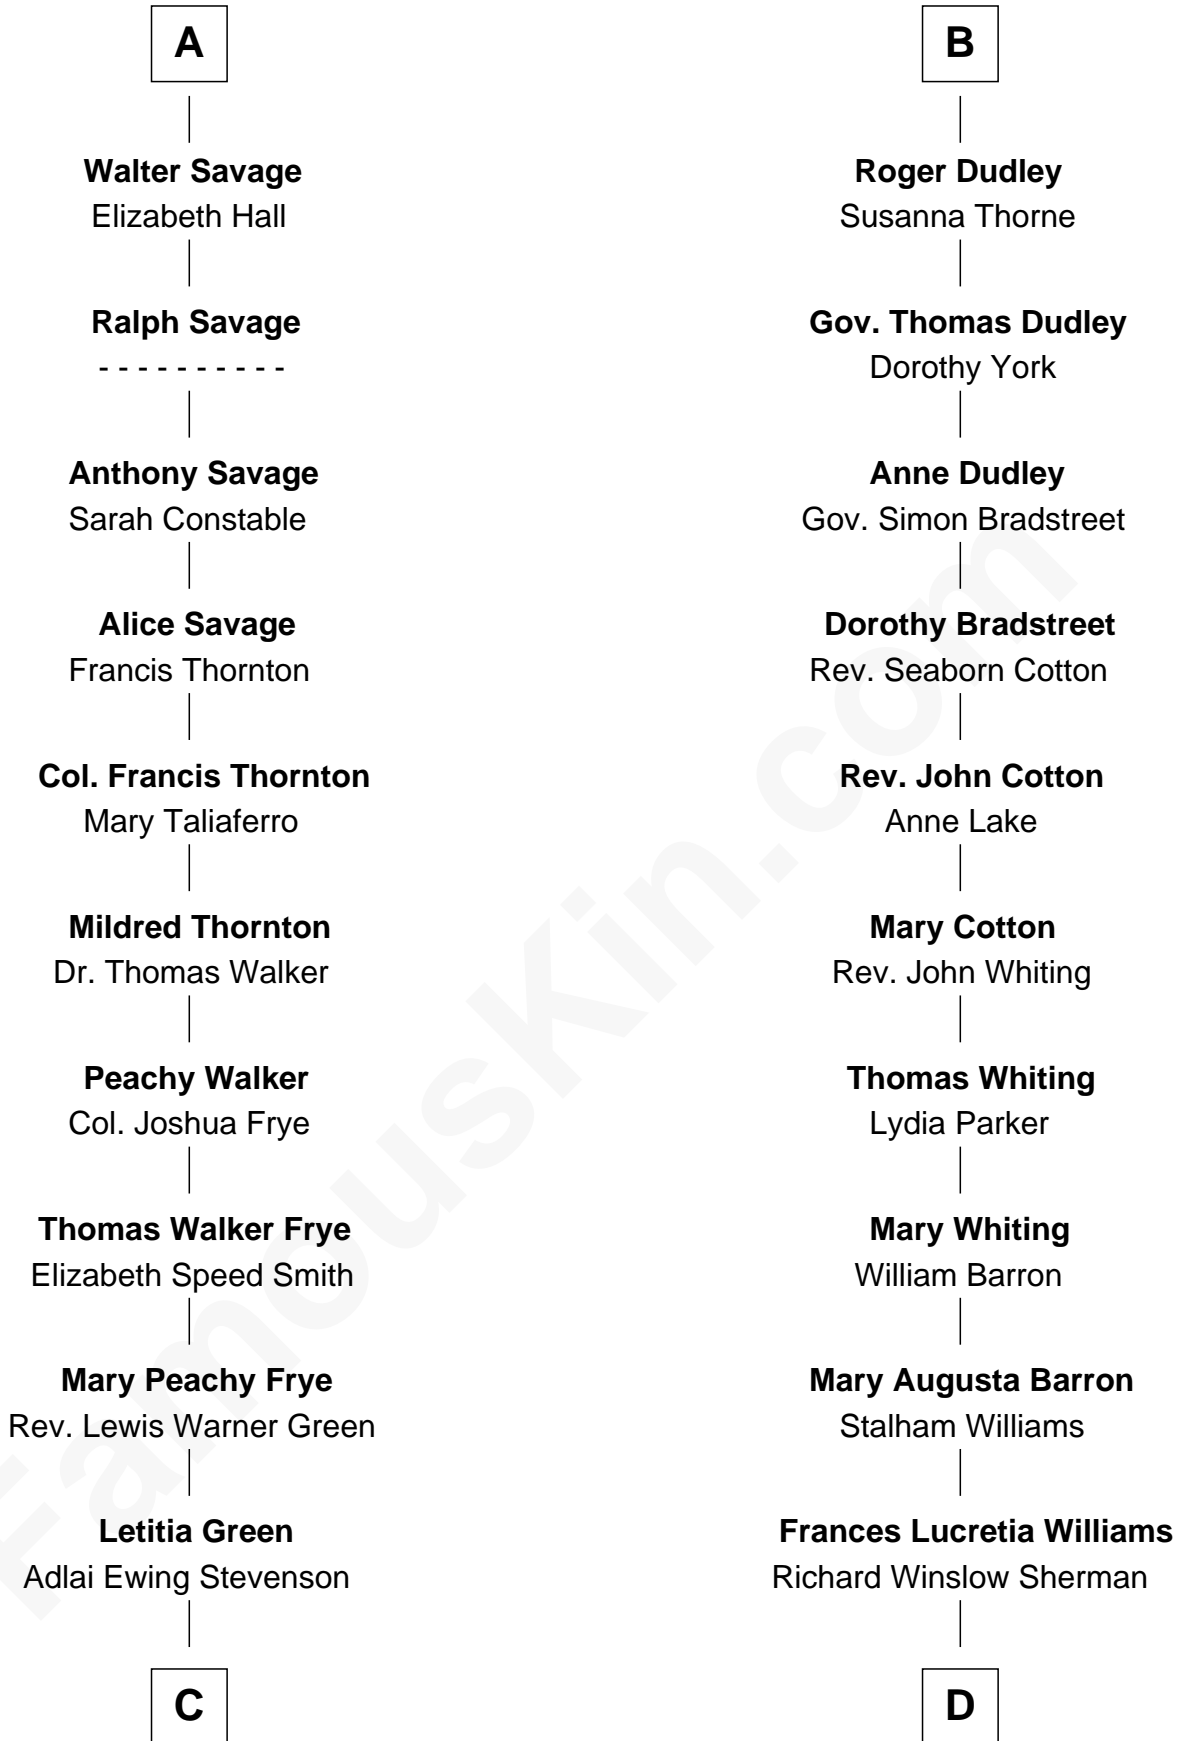 A
Walter Savage
Elizabeth Hall
Ralph Savage
- - - - - - - - - -
Anthony Savage
Sarah Constable
Alice Savage
Francis Thornton
Col. Francis Thornton
Mary Taliaferro
Mildred Thornton
Dr. Thomas Walker
Peachy Walker
Col. Joshua Frye
Thomas Walker Frye
Elizabeth Speed Smith
Mary Peachy Frye
Rev. Lewis Warner Green
Letitia Green
Adlai Ewing Stevenson
C
B
Roger Dudley
Susanna Thorne
Gov. Thomas Dudley
Dorothy York
Anne Dudley
Gov. Simon Bradstreet
Dorothy Bradstreet
Rev. Seaborn Cotton
Rev. John Cotton
Anne Lake
Mary Cotton
Rev. John Whiting
Thomas Whiting
Lydia Parker
Mary Whiting
William Barron
Mary Augusta Barron
Stalham Williams
Frances Lucretia Williams
Richard Winslow Sherman
D
FamousKin.com